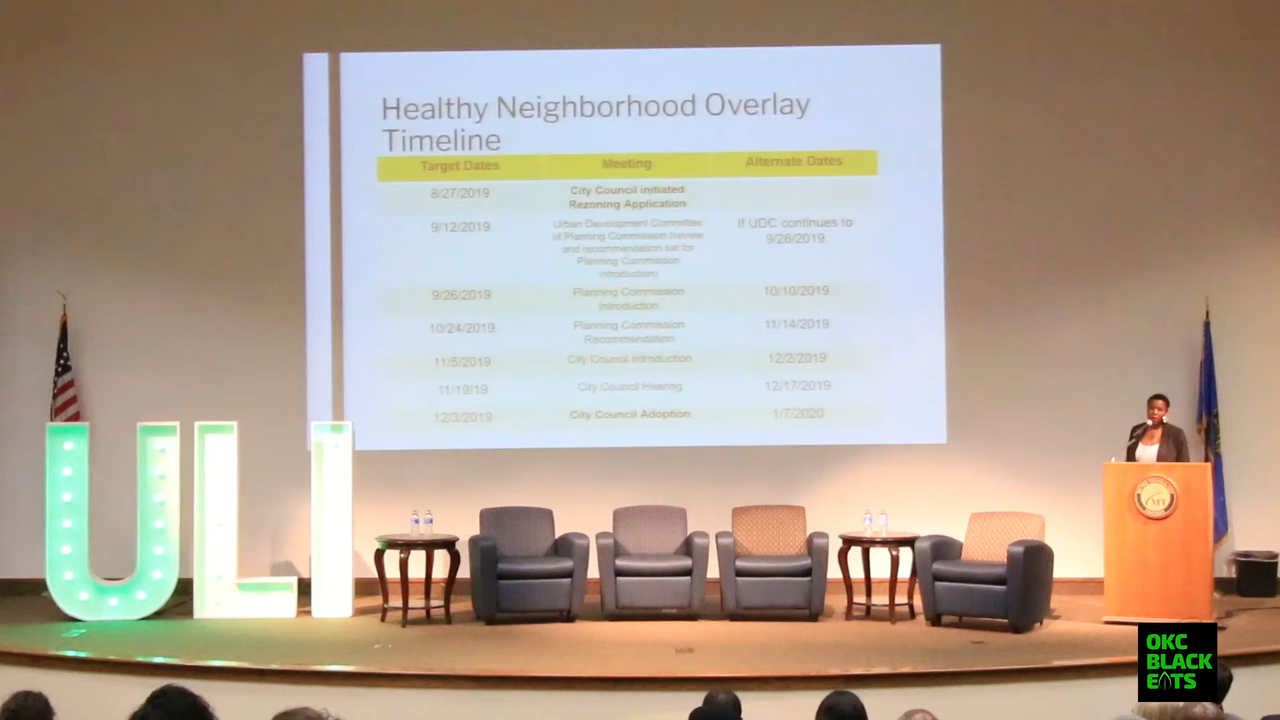 Healthy Neighborhood Overlay
Timeline
Target Dates Meeting Alternate Dates
8/27/2019 City Council initiated
Rezoning Application
9/12/2019 Urban Development Committee
of Planning Commission (review
and recommendation set for
Planning Commission
introduction)
If UDC continues to
9/26/2019
9/26/2019 Planning Commission
Introduction
10/10/2019
10/24/2019 Planning Commission
Recommendation
11/14/2019
11/5/2019 City Council Introduction 12/2/2019
11/19/19 City Council Hearing 12/17/2019
12/3/2019 City Council Adoption 1/7/2020
ULI
OKC
BLACK
EATS